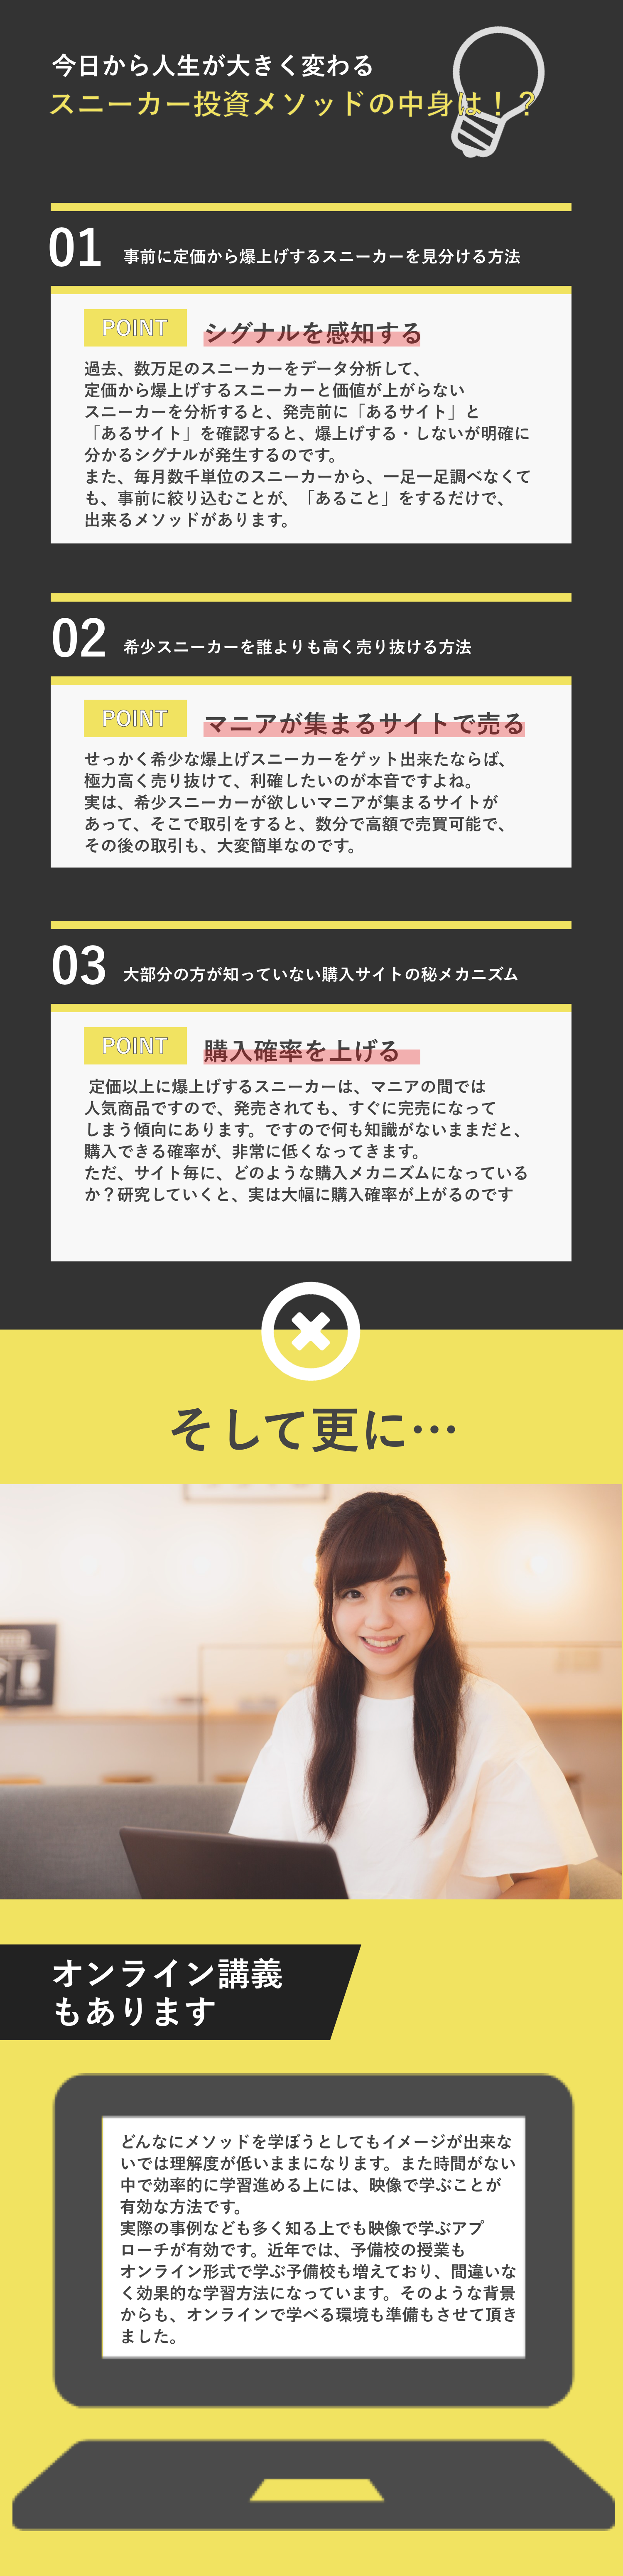 今日から人生が大きく変わる
スニーカー投資メソッドの中身は！？
01 事前に定価から爆上げするスニーカーを見分ける方法
POINT シグナルを感知する
過去、数万足のスニーカーをデータ分析して、
定価から爆上げするスニーカーと価値が上がらない
スニーカーを分析すると、発売前に「あるサイト」と
「あるサイト」を確認すると、爆上げする・しないが明確に
分かるシグナルが発生するのです。
また、毎月数千単位のスニーカーから、一足一足調べなくて
も、事前に絞り込むことが、「あること」をするだけで、
出来るメソッドがあります。
02 希少スニーカーを誰よりも高く売り抜ける方法
POINT マニアが集まるサイトで売る
せっかく希少な爆上げスニーカーをゲット出来たならば、
極力高く売り抜けて、利確したいのが本音ですよね。
実は、希少スニーカーが欲しいマニアが集まるサイトが
あって、そこで取引をすると、数分で高額で売買可能で、
その後の取引も、大変簡単なのです。
03 大部分の方が知っていない購入サイトの秘メカニズム
POINT 購入確率を上げる
定価以上に爆上げするスニーカーは、マニアの間では
人気商品ですので、発売されても、すぐに完売になって
しまう傾向にあります。ですので何も知識がないままだと、
購入できる確率が、非常に低くなってきます。
ただ、サイト毎に、どのような購入メカニズムになっている
か？研究していくと、実は大幅に購入確率が上がるのです
そして更に…
オンライン講義
もあります
どんなにメソッドを学ぼうとしてもイメージが出来な
いでは理解度が低いままになります。また時間がない
中で効率的に学習進める上には、映像で学ぶことが
有効な方法です。
実際の事例なども多く知る上でも映像で学ぶアプ
ローチが有効です。近年では、予備校の授業も
オンライン形式で学ぶ予備校も増えており、間違いな
く効果的な学習方法になっています。そのような背景
からも、オンラインで学べる環境も準備もさせて頂き
ました。